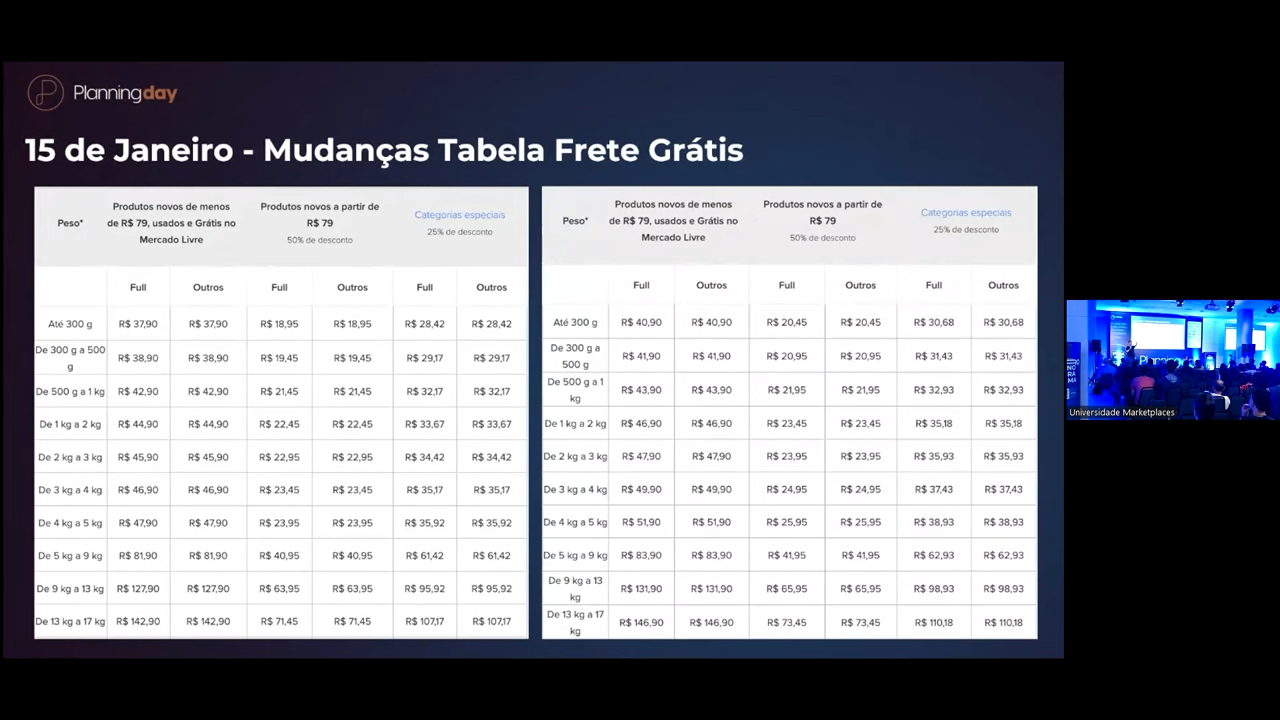 Planningday
15 de Janeiro - Mudanças Tabela Frete Grátis
Peso*
Produtos novos de menos
de R$ 79, usados e Grátis no
Mercado Livre
Produtos novos a partir de
R$ 79
50% de desconto
Categorias especiais
25% de desconto
Full Outros Full Outros Full Outros
Até 300 g R$ 37,90 R$ 37,90 R$ 18,95 R$ 18,95 R$ 28,42 R$ 28,42
De 300 g a 500
g
R$ 38,90 R$ 38,90 R$ 19,45 R$ 19,45 R$ 29,17 R$ 29,17
De 500 g a 1 kg R$ 42,90 R$ 42,90 R$ 21,45 R$ 21,45 R$ 32,17 R$ 32,17
De 1 kg a 2 kg R$ 44,90 R$ 44,90 R$ 22,45 R$ 22,45 R$ 33,67 R$ 33,67
De 2 kg a 3 kg R$ 45,90 R$ 45,90 R$ 22,95 R$ 22,95 R$ 34,42 R$ 34,42
De 3 kg a 4 kg R$ 46,90 R$ 46,90 R$ 23,45 R$ 23,45 R$ 35,17 R$ 35,17
De 4 kg a 5 kg R$ 47,90 R$ 47,90 R$ 23,95 R$ 23,95 R$ 35,92 R$ 35,92
De 5 kg a 9 kg R$ 81,90 R$ 81,90 R$ 40,95 R$ 40,95 R$ 61,42 R$ 61,42
De 9 kg a 13 kg R$ 127,90 R$ 127,90 R$ 63,95 R$ 63,95 R$ 95,92 R$ 95,92
De 13 kg a 17 kg R$ 142,90 R$ 142,90 R$ 71,45 R$ 71,45 R$ 107,17 R$ 107,17
Peso*
Produtos novos de menos
de R$ 79, usados e Grátis no
Mercado Livre
Produtos novos a partir de
R$ 79
50% de desconto
Categorias especiais
25% de desconto
Full Outros Full Outros Full Outros
Até 300 g R$ 40,90 R$ 40,90 R$ 20,45 R$ 20,45 R$ 30,68 R$ 30,68
De 300 g a
500 g
R$ 41,90 R$ 41,90 R$ 20,95 R$ 20,95 R$ 31,43 R$ 31,43
De 500 g a 1
kg
R$ 43,90 R$ 43,90 R$ 21,95 R$ 21,95 R$ 32,93 R$ 32,93
De 1 kg a 2 kg R$ 46,90 R$ 46,90 R$ 23,45 R$ 23,45 R$ 35,18 R$ 35,18
De 2 kg a 3 kg R$ 47,90 R$ 47,90 R$ 23,95 R$ 23,95 R$ 35,93 R$ 35,93
De 3 kg a 4 kg R$ 49,90 R$ 49,90 R$ 24,95 R$ 24,95 R$ 37,43 R$ 37,43
De 4 kg a 5 kg R$ 51,90 R$ 51,90 R$ 25,95 R$ 25,95 R$ 38,93 R$ 38,93
De 5 kg a 9 kg R$ 83,90 R$ 83,90 R$ 41,95 R$ 41,95 R$ 62,93 R$ 62,93
De 9 kg a 13
kg
R$ 131,90 R$ 131,90 R$ 65,95 R$ 65,95 R$ 98,93 R$ 98,93
De 13 kg a 17
kg
R$ 146,90 R$ 146,90 R$ 73,45 R$ 73,45 R$ 110,18 R$ 110,18
Planning
Universidade Marketplaces